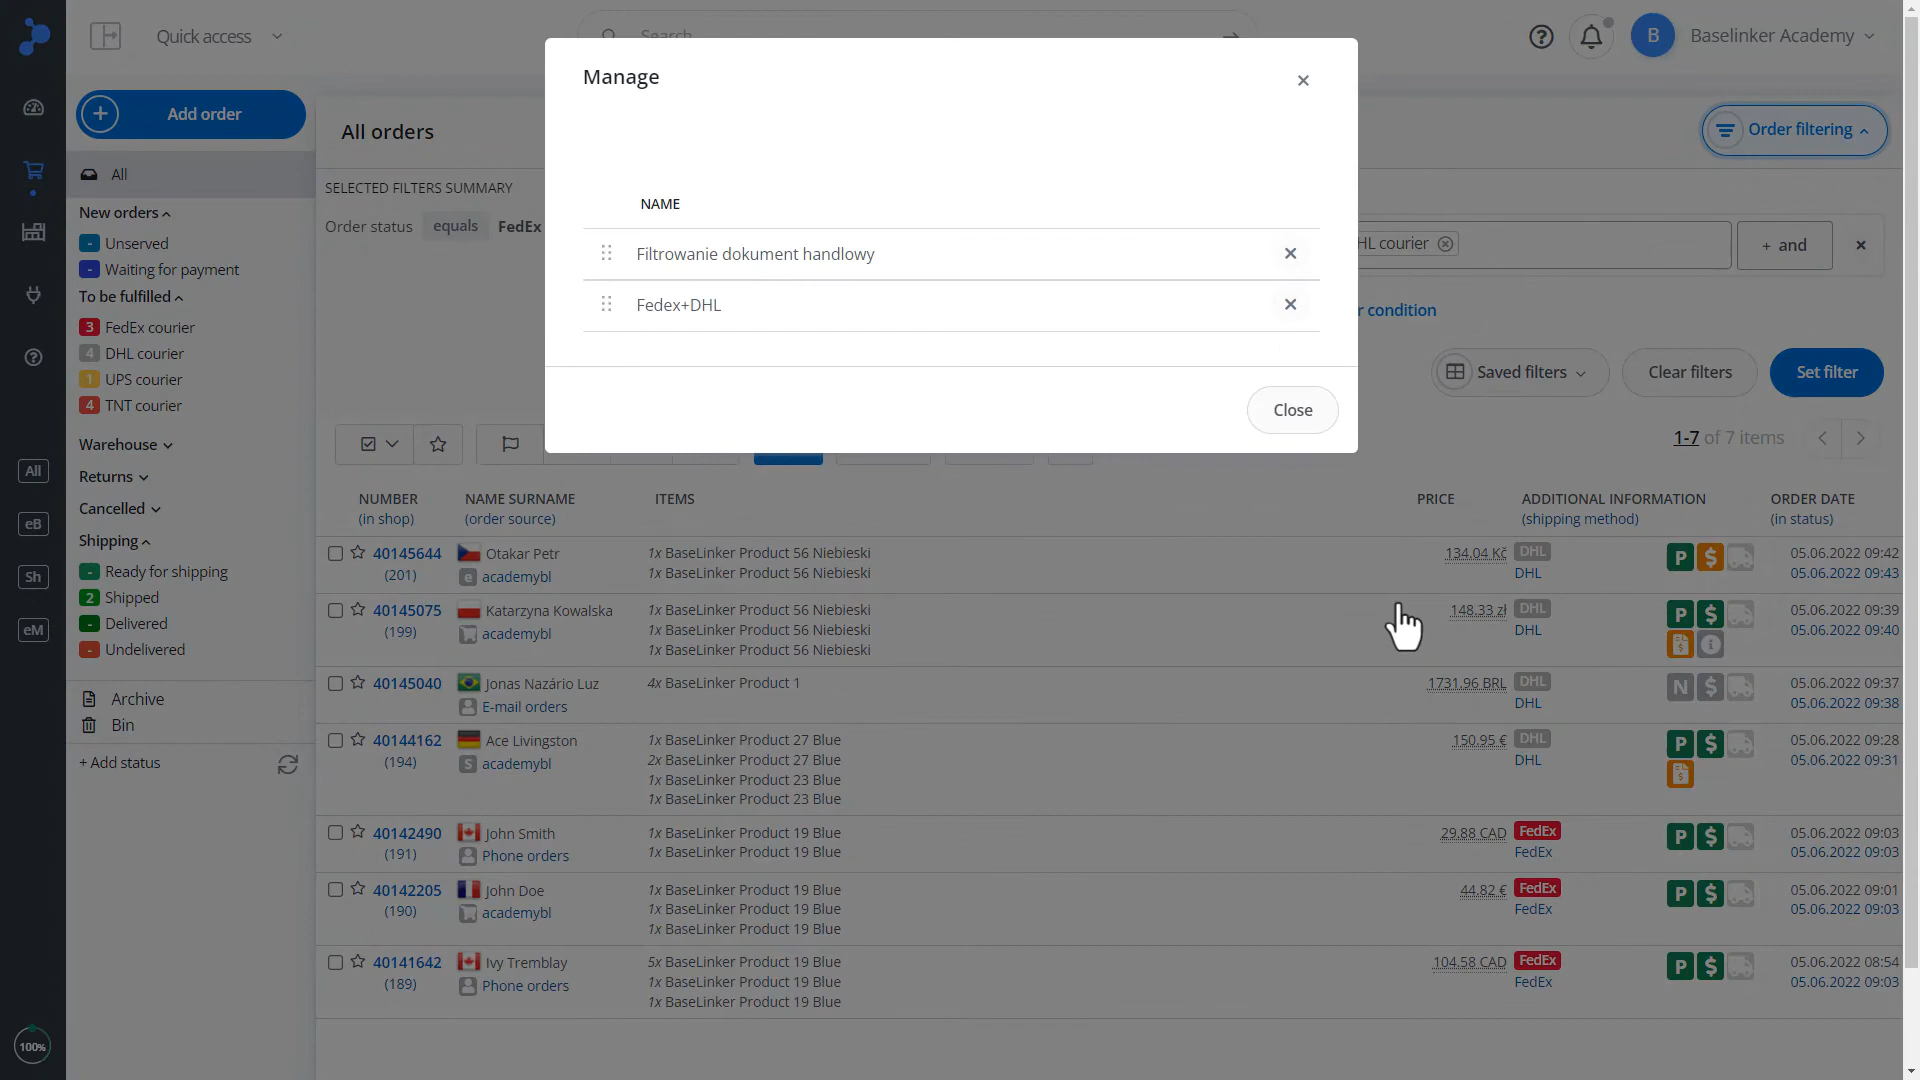 Quick access
Search
B
Baselinker Academy
Manage
NAME
Filtrowanie dokument handlowy
Fedex+DHL
Close
Add order
All
New orders
- Unserved
- Waiting for payment
To be fulfilled
3 FedEx courier
4 DHL courier
1 UPS courier
4 TNT courier
Warehouse
Returns
Cancelled
Shipping
- Ready for shipping
2 Shipped
- Delivered
- Undelivered
Archive
Bin
+ Add status
All
eB
Sh
eM
100%
All orders
Order filtering
SELECTED FILTERS SUMMARY
Order status equals FedEx
HL courier
+ and
r condition
Saved filters
Clear filters
Set filter
1-7 of 7 items
NUMBER NAME SURNAME ITEMS PRICE ADDITIONAL INFORMATION ORDER DATE
(in shop) (order source) (shipping method) (in status)
40145644 Otakar Petr 1x BaseLinker Product 56 Niebieski 134.04 Kč DHL P $ 05.06.2022 09:42
(201) e academybl 1x BaseLinker Product 56 Niebieski DHL 05.06.2022 09:43
40145075 Katarzyna Kowalska 1x BaseLinker Product 56 Niebieski 148.33 zł DHL P $ 05.06.2022 09:39
(199) academybl 1x BaseLinker Product 56 Niebieski DHL 05.06.2022 09:40
1x BaseLinker Product 56 Niebieski $ i
40145040 Jonas Nazário Luz 4x BaseLinker Product 1 1731.96 BRL DHL N $ 05.06.2022 09:37
E-mail orders DHL 05.06.2022 09:38
40144162 Ace Livingston 1x BaseLinker Product 27 Blue 150.95 € DHL P $ 05.06.2022 09:28
(194) S academybl 2x BaseLinker Product 27 Blue DHL 05.06.2022 09:31
1x BaseLinker Product 23 Blue $
1x BaseLinker Product 23 Blue
40142490 John Smith 1x BaseLinker Product 19 Blue 29.88 CAD FedEx P $ 05.06.2022 09:03
(191) Phone orders 1x BaseLinker Product 19 Blue FedEx 05.06.2022 09:03
40142205 John Doe 1x BaseLinker Product 19 Blue 44.82 € FedEx P $ 05.06.2022 09:01
(190) academybl 1x BaseLinker Product 19 Blue FedEx 05.06.2022 09:03
1x BaseLinker Product 19 Blue
40141642 Ivy Tremblay 5x BaseLinker Product 19 Blue 104.58 CAD FedEx P $ 05.06.2022 08:54
(189) Phone orders 1x BaseLinker Product 19 Blue FedEx 05.06.2022 09:03
1x BaseLinker Product 19 Blue